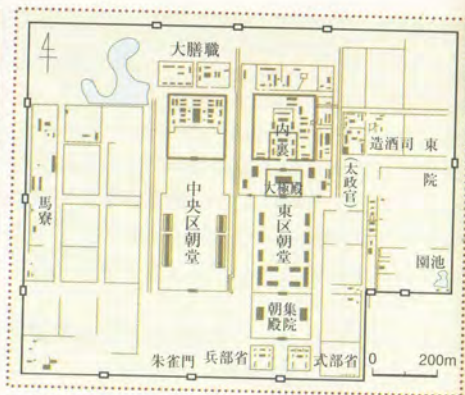 大膳職
内裏
造酒司
東院
(太政官)
大極殿
馬寮
中央区朝堂
東区朝堂
園池
朝集殿院
朱雀門
兵部省
式部省
0 200m